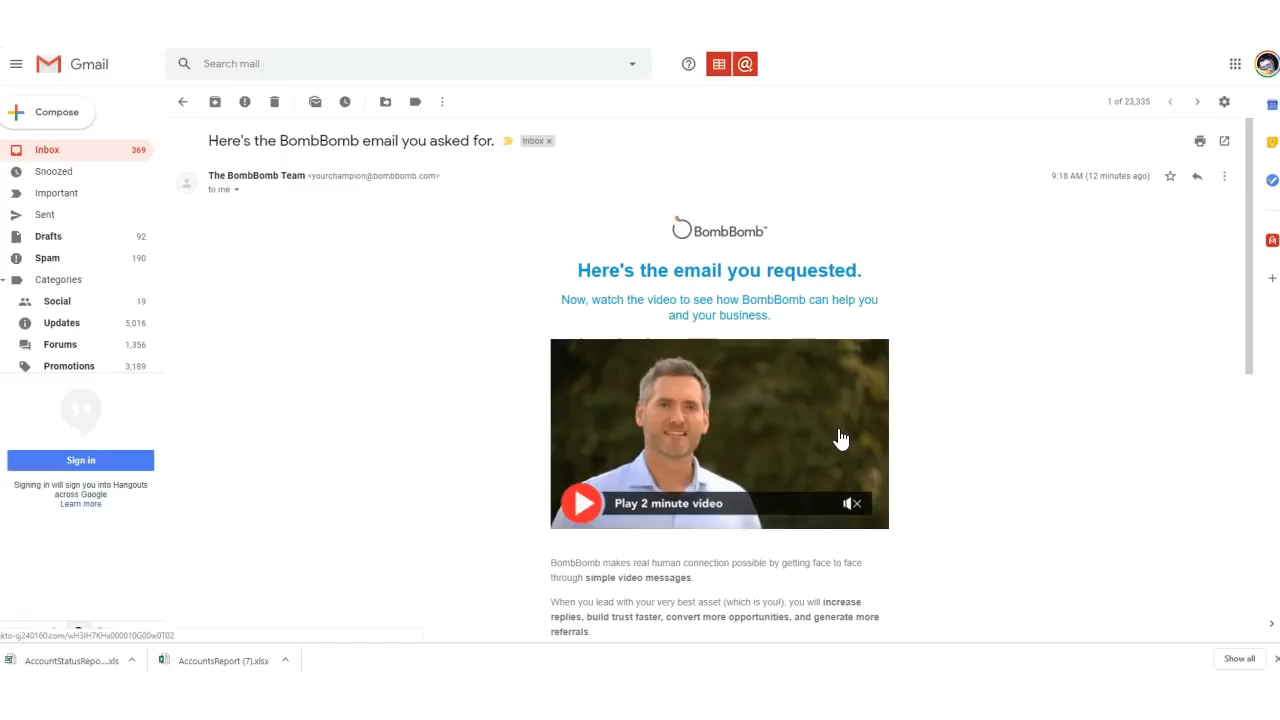 Gmail
Search mail
Compose
1 of 23,335
Inbox 369
Snoozed
Important
Sent
Drafts 92
Spam 190
Categories
Social 19
Updates 5,016
Forums 1,356
Promotions 3,189
Sign in
Signing in will sign you into Hangouts
across Google
Learn more
Here's the BombBomb email you asked for. Inbox ×
The BombBomb Team <yourchampion@bombbomb.com> 9:18 AM (12 minutes ago)
to me
BombBomb™
Here's the email you requested.
Now, watch the video to see how BombBomb can help you
and your business.
Play 2 minute video
BombBomb makes real human connection possible by getting face to face
through simple video messages.
When you lead with your very best asset (which is you!), you will increase
replies, build trust faster, convert more opportunities, and generate more
referrals.
AccountStatusRepo....xls
AccountsReport (7).xlsx
Show all